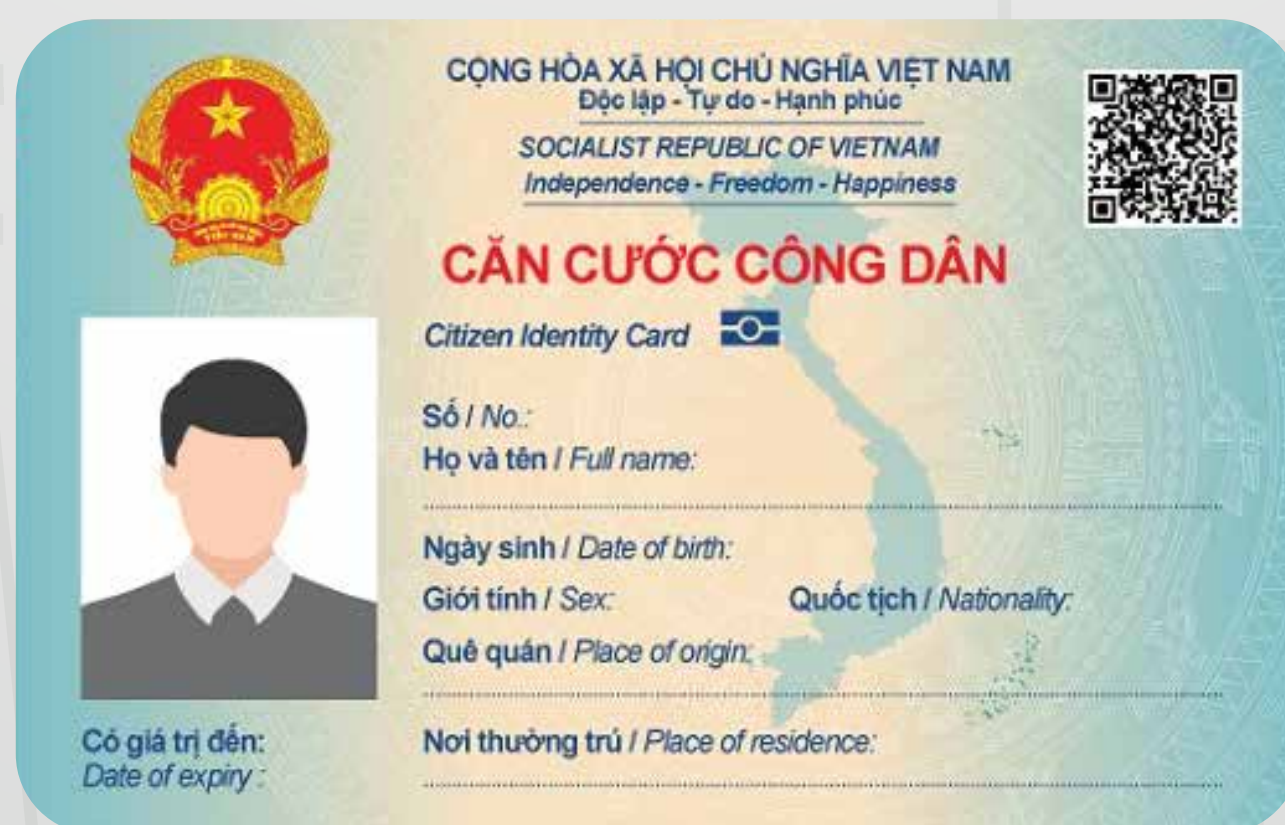 CỘNG HÒA XÃ HỘI CHỦ NGHĨA VIỆT NAM
Độc lập - Tự do - Hạnh phúc
SOCIALIST REPUBLIC OF VIETNAM
Independence - Freedom - Happiness
CĂN CƯỚC CÔNG DÂN
Citizen Identity Card
Số / No.:
Họ và tên / Full name:
Ngày sinh / Date of birth:
Giới tính / Sex: Quốc tịch / Nationality:
Quê quán / Place of origin:
Nơi thường trú / Place of residence:
Có giá trị đến:
Date of expiry :